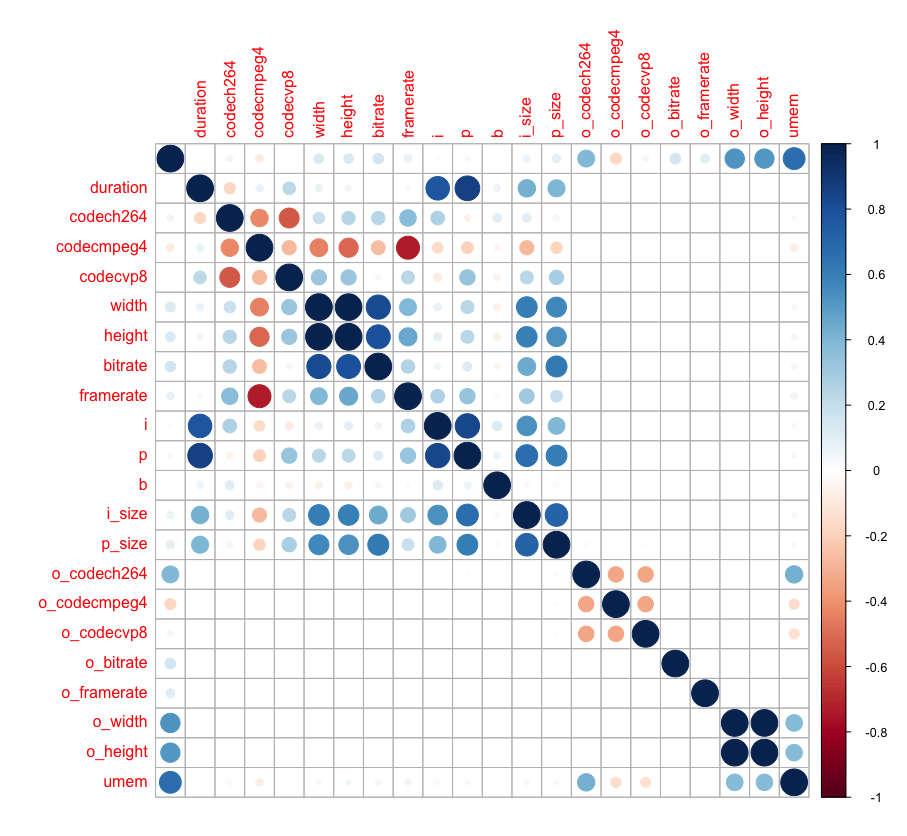 duration
codech264
codecmpeg4
codecvp8
width
height
bitrate
framerate
i
p
b
i_size
p_size
o_codech264
o_codecmpeg4
o_codecvp8
o_bitrate
o_framerate
o_width
o_height
umem
duration
codech264
codecmpeg4
codecvp8
width
height
bitrate
framerate
i
p
b
i_size
p_size
o_codech264
o_codecmpeg4
o_codecvp8
o_bitrate
o_framerate
o_width
o_height
umem
1
0.8
0.6
0.4
0.2
0
-0.2
-0.4
-0.6
-0.8
-1